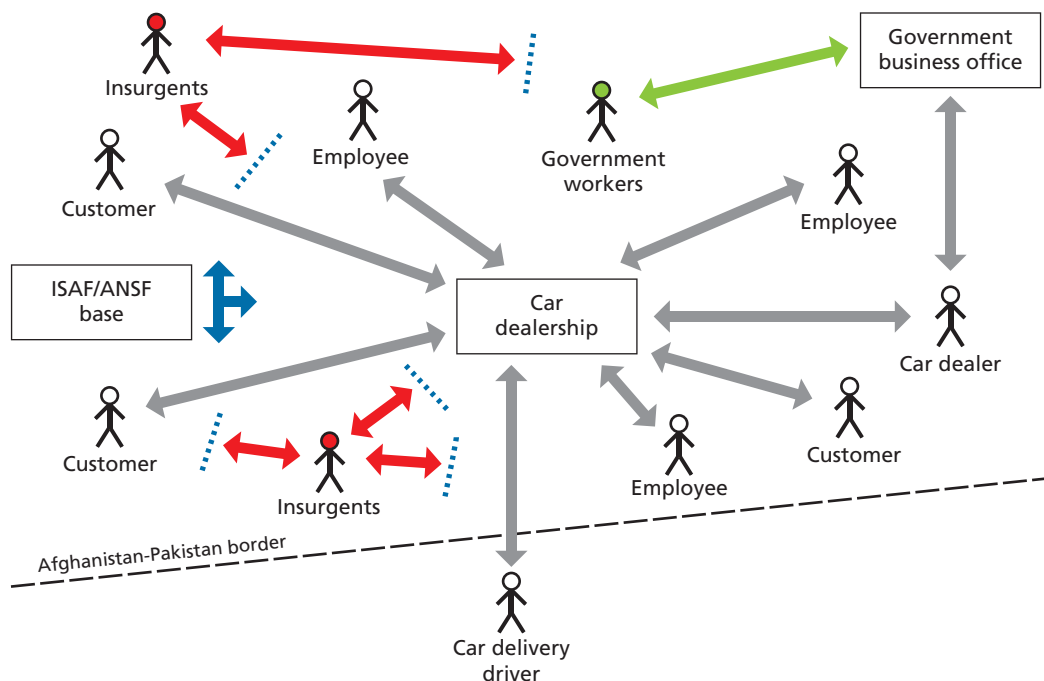 Government
business office
Insurgents
Employee
Government
workers
Customer
Employee
ISAF/ANSF
base
Car
dealership
Car dealer
Customer
Customer
Employee
Insurgents
Afghanistan-Pakistan border
Car delivery
driver